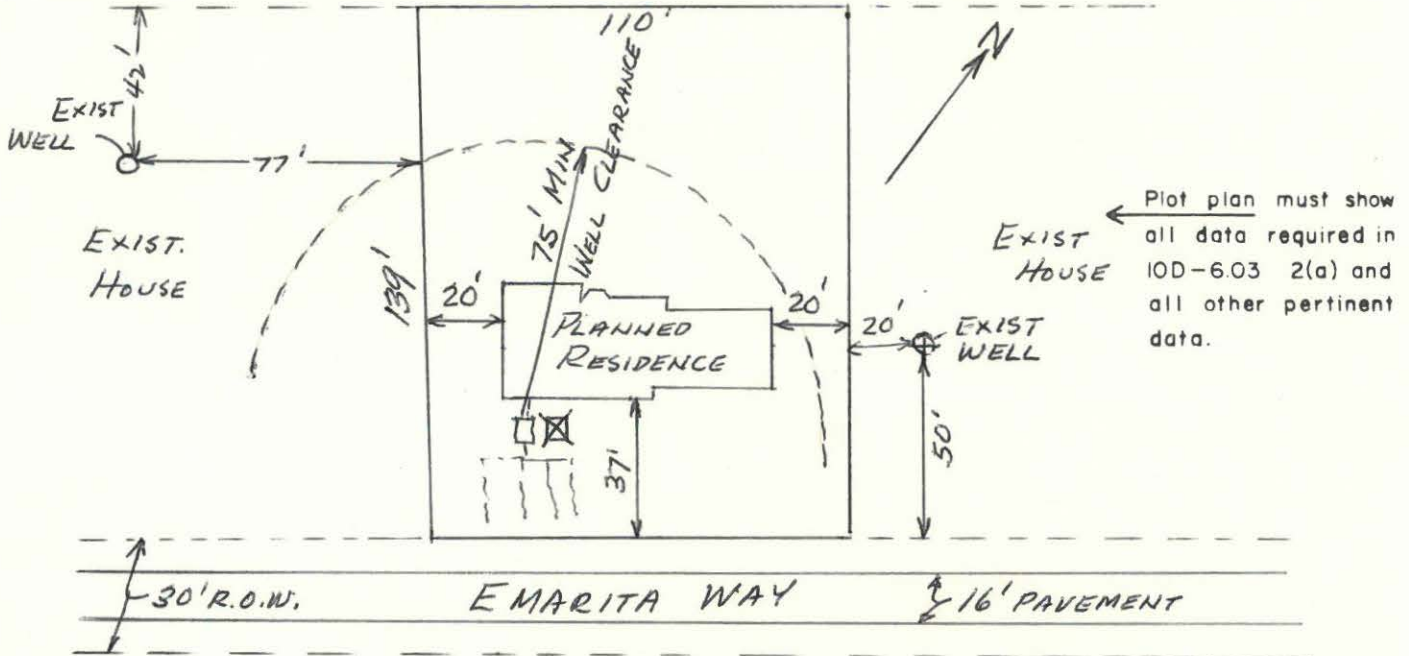 110'
42'
N
EXIST
WELL
75' MIN
WELL CLEARANCE
77'
EXIST.
HOUSE
139'
20'
PLANNED
RESIDENCE
20'
20'
EXIST
WELL
EXIST
HOUSE
Plot plan must show
all data required in
10D-6.03 2(a) and
all other pertinent
data.
37'
50'
30' R.O.W.
EMARITA WAY
16' PAVEMENT